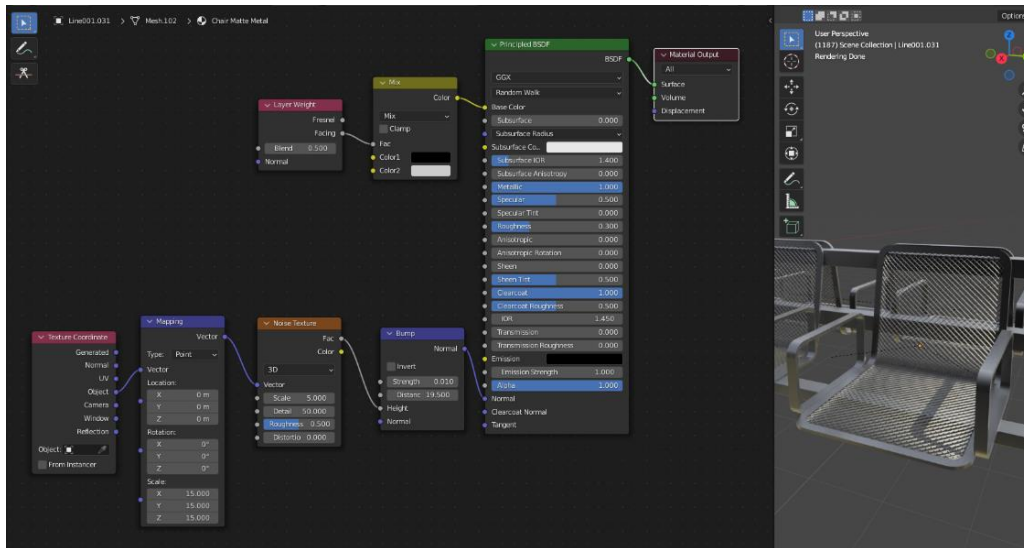 Line001.031 > Mesh.102 > Chair Matte Metal
Layer Weight
Fresnel
Facing
Blend 0.500
Normal
Mix
Color
Mix
Clamp
Fac
Color1
Color2
Principled BSDF
BSDF
GGX
Random Walk
Base Color
Subsurface 0.000
Subsurface Radius
Subsurface Co...
Subsurface IOR 1.400
Subsurface Anisotropy 0.000
Metallic 1.000
Specular 0.500
Specular Tint 0.000
Roughness 0.300
Anisotropic 0.000
Anisotropic Rotation 0.000
Sheen 0.000
Sheen Tint 0.500
Clearcoat 1.000
Clearcoat Roughness 0.500
IOR 1.450
Transmission 0.000
Transmission Roughness 0.000
Emission
Emission Strength 1.000
Alpha 1.000
Normal
Clearcoat Normal
Tangent
Material Output
All
Surface
Volume
Displacement
Texture Coordinate
Generated
Normal
UV
Object
Camera
Window
Reflection
Object:
From Instancer
Mapping
Vector
Type: Point
Vector
Location:
X 0 m
Y 0 m
Z 0 m
Rotation:
X 0°
Y 0°
Z 0°
Scale:
X 15.000
Y 15.000
Z 15.000
Noise Texture
Fac
Color
3D
Vector
Scale 5.000
Detail 50.000
Roughness 0.500
Distortio 0.000
Bump
Normal
Invert
Strength 0.010
Distanc 19.500
Height
Normal
Options
User Perspective
(1187) Scene Collection | Line001.031
Rendering Done
Z
X